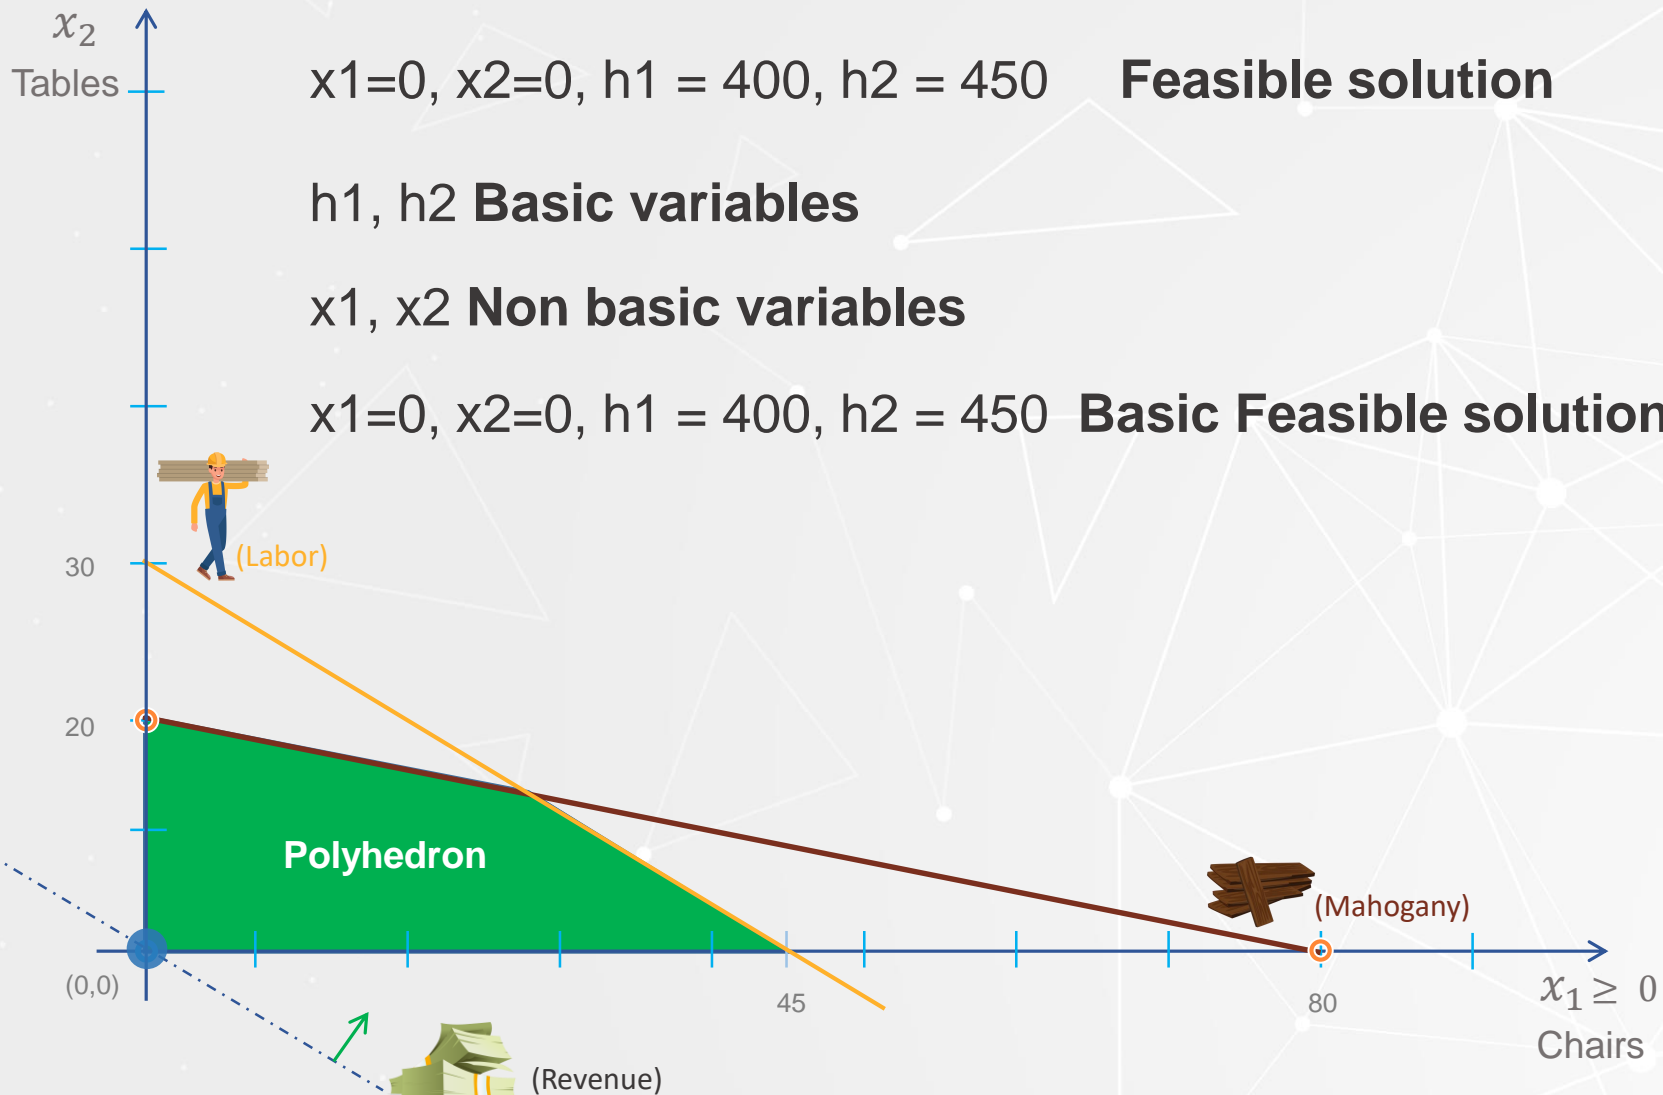 x₂
Tables
x1=0, x2=0, h1 = 400, h2 = 450 Feasible solution
h1, h2 Basic variables
x1, x2 Non basic variables
x1=0, x2=0, h1 = 400, h2 = 450 Basic Feasible solution
(Labor)
30
20
Polyhedron
(Mahogany)
(0,0)
45
80
x₁ ≥ 0
Chairs
(Revenue)